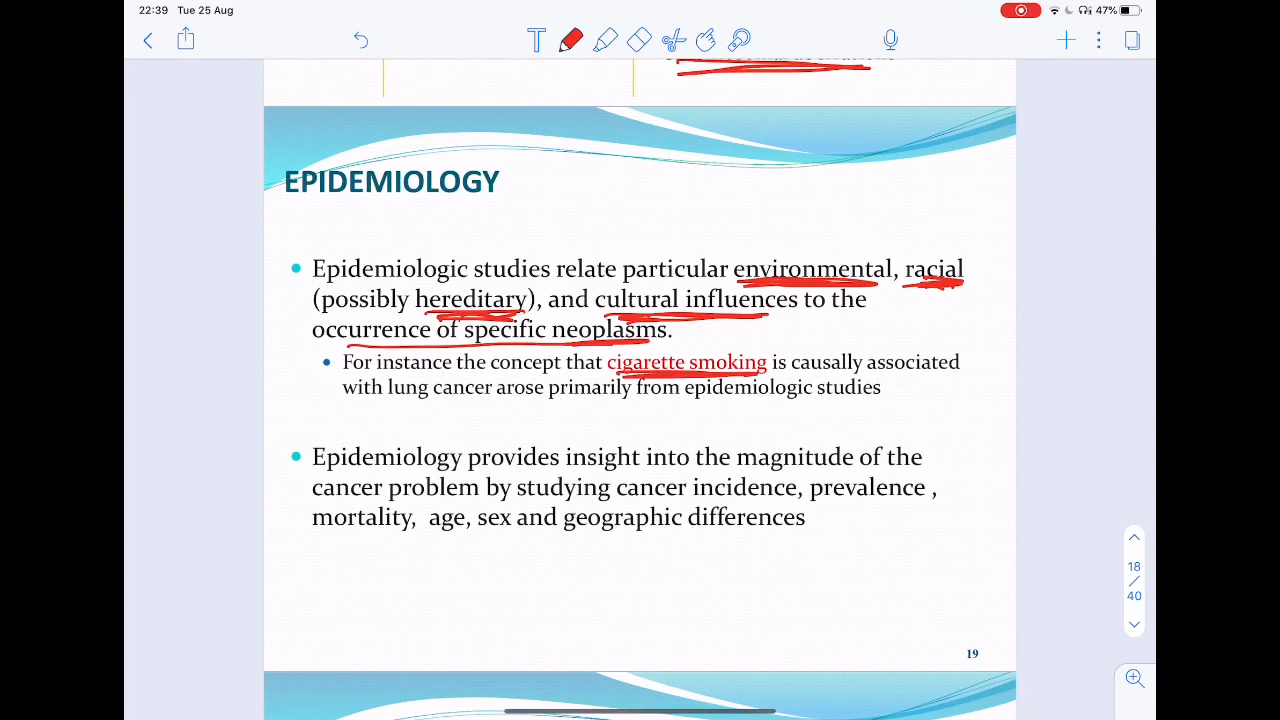 22:39 Tue 25 Aug
47%
EPIDEMIOLOGY
• Epidemiologic studies relate particular environmental, racial
(possibly hereditary), and cultural influences to the
occurrence of specific neoplasms.
• For instance the concept that cigarette smoking is causally associated
with lung cancer arose primarily from epidemiologic studies
• Epidemiology provides insight into the magnitude of the
cancer problem by studying cancer incidence, prevalence ,
mortality, age, sex and geographic differences
18
/
40
19